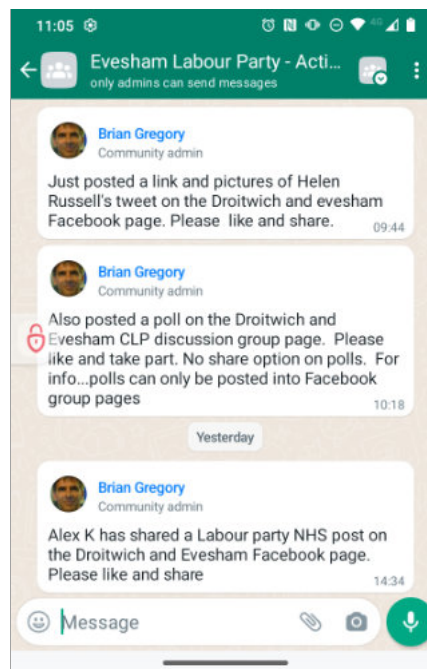 11:05
4G
Evesham Labour Party - Acti...
only admins can send messages
Brian Gregory
Community admin
Just posted a link and pictures of Helen
Russell's tweet on the Droitwich and evesham
Facebook page. Please like and share.
09:44
Brian Gregory
Community admin
Also posted a poll on the Droitwich and
Evesham CLP discussion group page. Please
like and take part. No share option on polls. For
info...polls can only be posted into Facebook
group pages
10:18
Yesterday
Brian Gregory
Community admin
Alex K has shared a Labour party NHS post on
the Droitwich and Evesham Facebook page.
Please like and share
14:34
Message